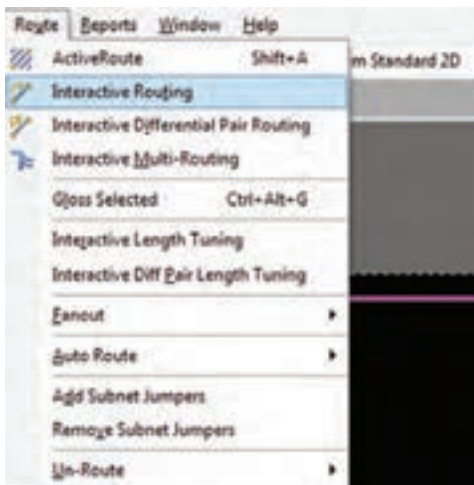 Route Reports Window Help
ActiveRoute Shift+A
m Standard 2D
Interactive Routing
Interactive Differential Pair Routing
Interactive Multi-Routing
Gloss Selected Ctrl+Alt+G
Interactive Length Tuning
Interactive Diff Pair Length Tuning
Fanout
Auto Route
Add Subnet Jumpers
Remove Subnet Jumpers
Un-Route